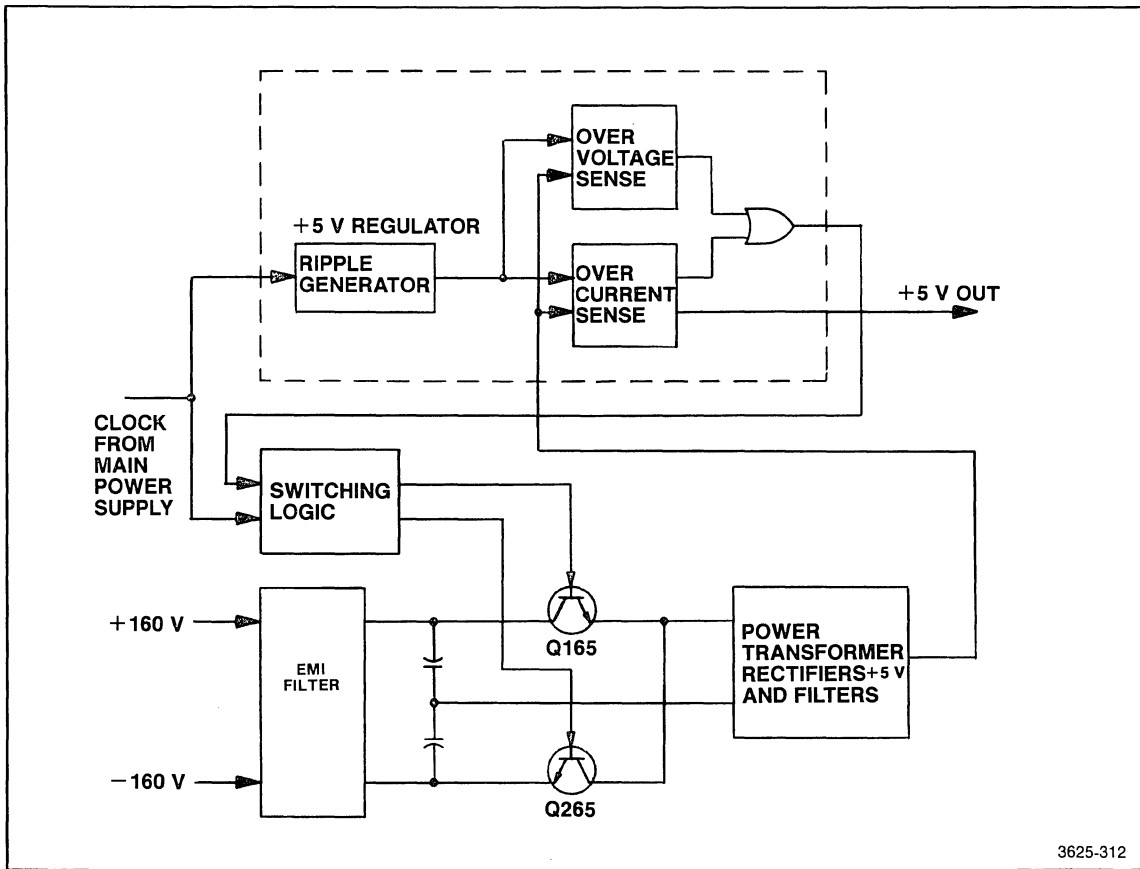 OVER
VOLTAGE
SENSE
+5 V REGULATOR
RIPPLE
GENERATOR
OVER
CURRENT
SENSE
+5 V OUT
CLOCK
FROM
MAIN
POWER
SUPPLY
SWITCHING
LOGIC
+160 V
EMI
FILTER
-160 V
Q165
Q265
POWER
TRANSFORMER
RECTIFIERS+5 V
AND FILTERS
3625-312